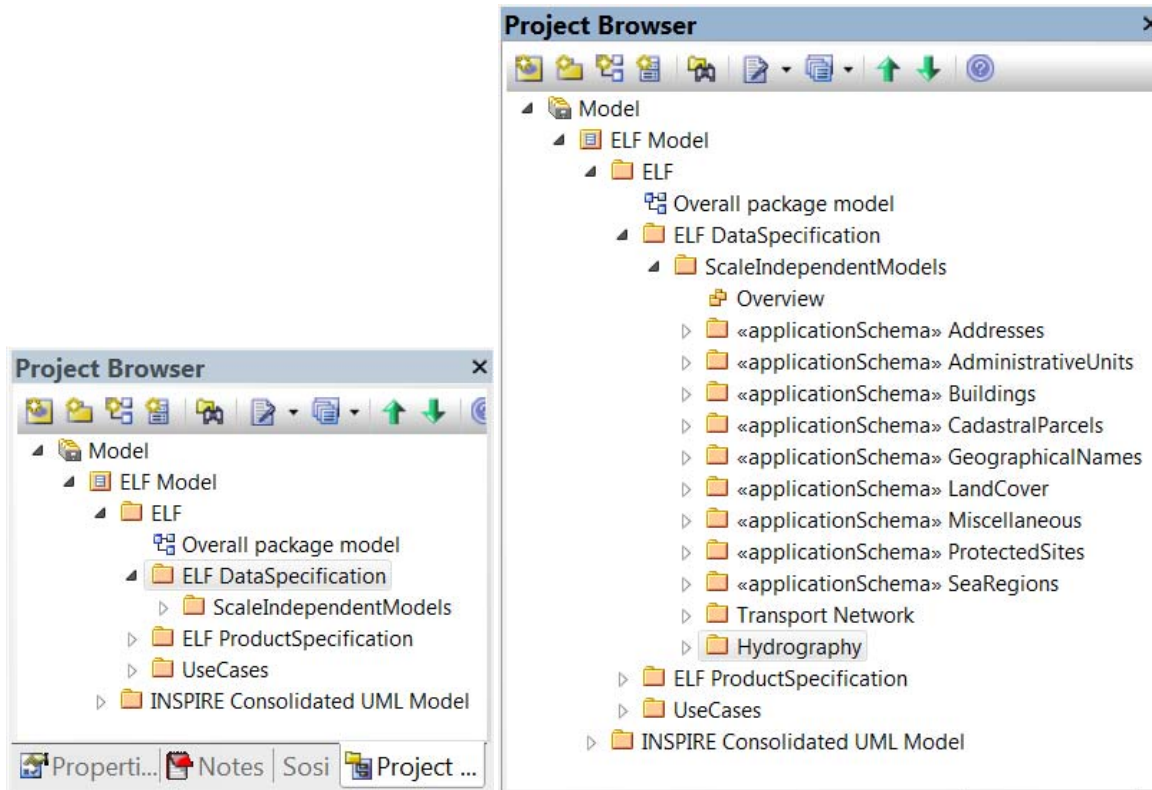 Project Browser
Model
ELF Model
ELF
Overall package model
ELF DataSpecification
ScaleIndependentModels
ELF ProductSpecification
UseCases
INSPIRE Consolidated UML Model
Properti...
Notes
Sosi
Project ...
Project Browser
Model
ELF Model
ELF
Overall package model
ELF DataSpecification
ScaleIndependentModels
Overview
«applicationSchema» Addresses
«applicationSchema» AdministrativeUnits
«applicationSchema» Buildings
«applicationSchema» CadastralParcels
«applicationSchema» GeographicalNames
«applicationSchema» LandCover
«applicationSchema» Miscellaneous
«applicationSchema» ProtectedSites
«applicationSchema» SeaRegions
Transport Network
Hydrography
ELF ProductSpecification
UseCases
INSPIRE Consolidated UML Model